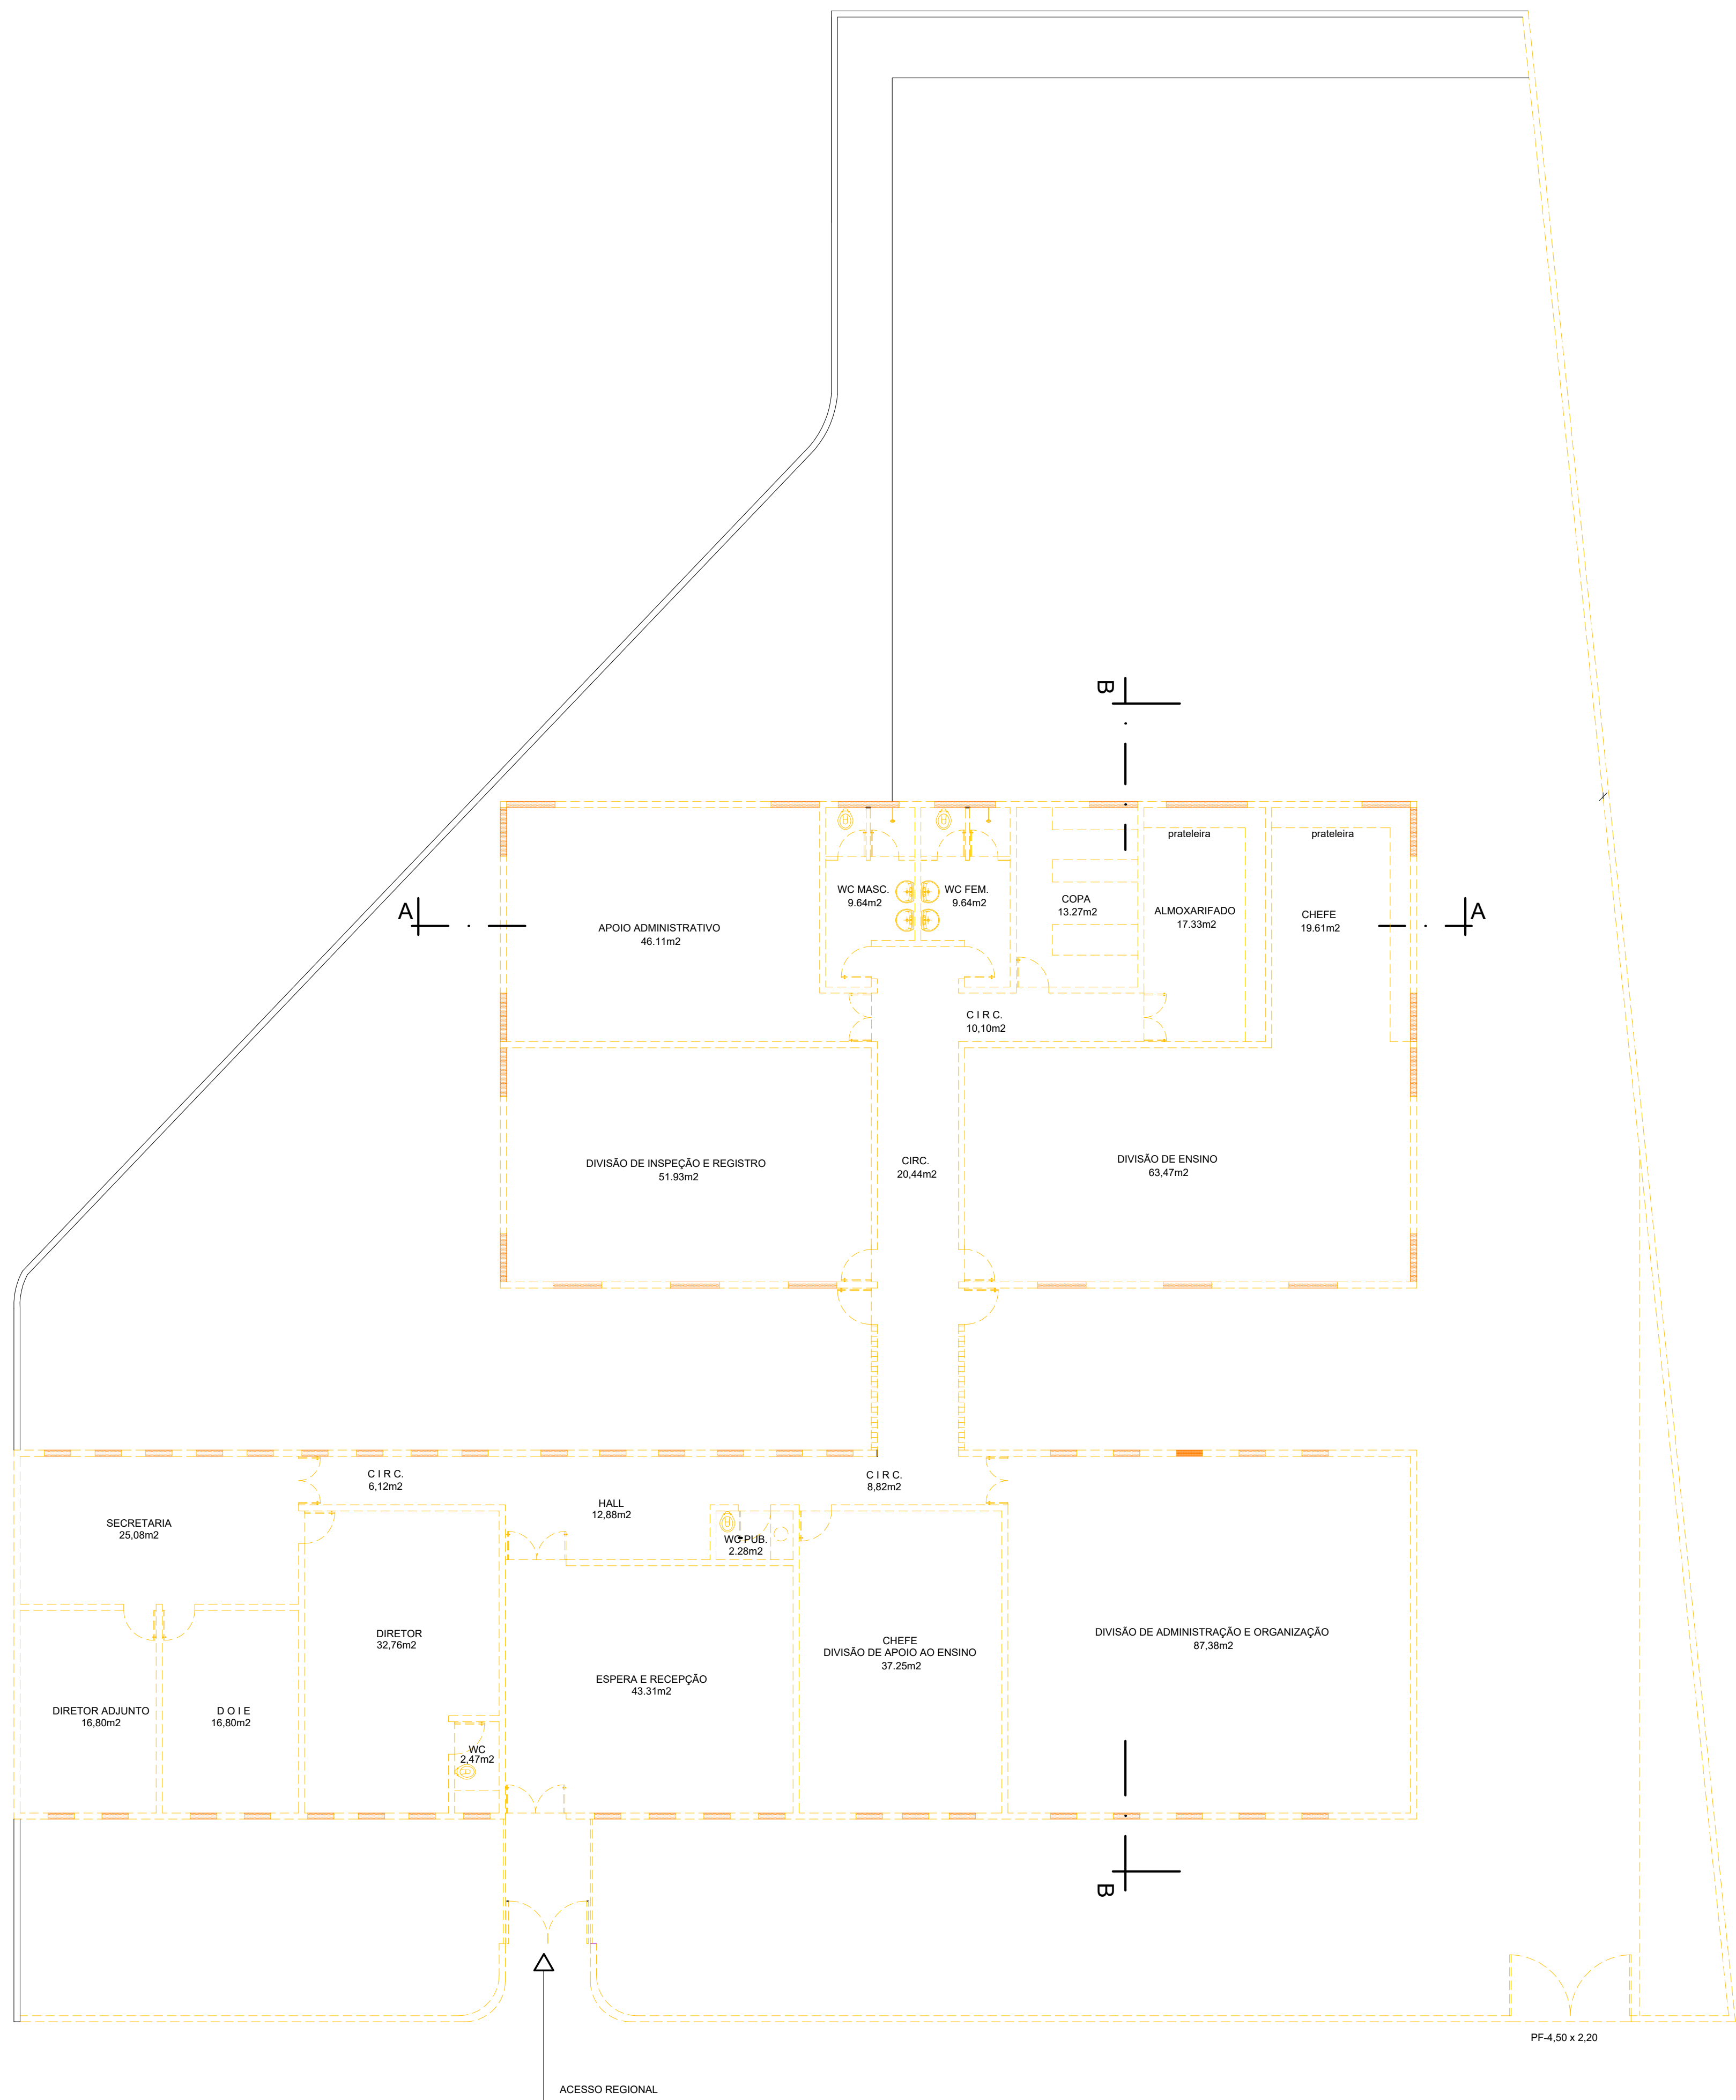 B
prateleira
prateleira
WC MASC.
9.64m2
WC FEM.
9.64m2
COPA
13.27m2
ALMOXARIFADO
17.33m2
CHEFE
19.61m2
A
A
APOIO ADMINISTRATIVO
46.11m2
C I R C.
10,10m2
DIVISÃO DE INSPEÇÃO E REGISTRO
51.93m2
CIRC.
20,44m2
DIVISÃO DE ENSINO
63,47m2
C I R C.
6,12m2
C I R C.
8,82m2
HALL
12,88m2
SECRETARIA
25,08m2
WC PUB.
2.28m2
DIRETOR
32,76m2
CHEFE
DIVISÃO DE APOIO AO ENSINO
37.25m2
DIVISÃO DE ADMINISTRAÇÃO E ORGANIZAÇÃO
87,38m2
ESPERA E RECEPÇÃO
43.31m2
DIRETOR ADJUNTO
16,80m2
D O I E
16,80m2
WC
2,47m2
B
PF-4,50 x 2,20
ACESSO REGIONAL